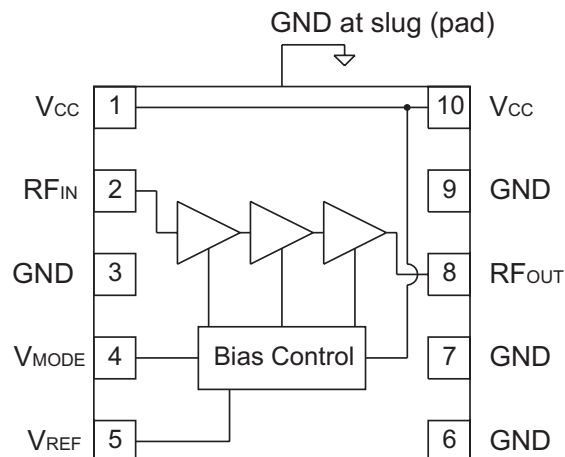 GND at slug (pad)
VCC 1 10 VCC
RFIN 2 9 GND
GND 3 8 RFOUT
VMODE 4 Bias Control 7 GND
VREF 5 6 GND